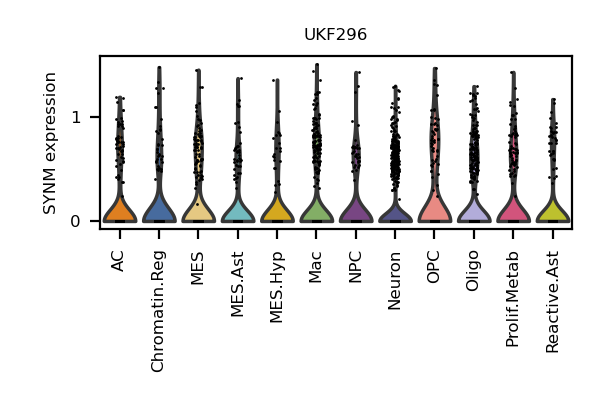 UKF296
SYNM expression
1
0
AC
Chromatin.Reg
MES
MES.Ast
MES.Hyp
Mac
NPC
Neuron
OPC
Oligo
Prolif.Metab
Reactive.Ast